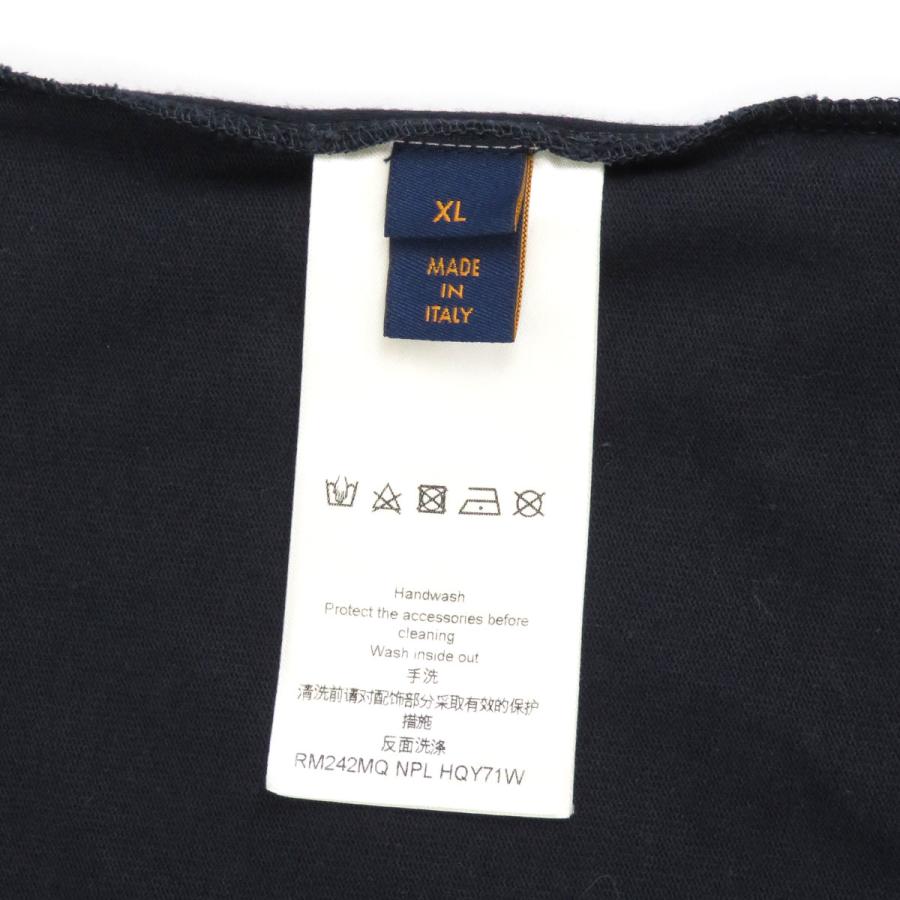 XL
MADE
IN
ITALY
Handwash
Protect the accessories before
cleaning
Wash inside out
手洗
清洗前请对配饰部分采取有效的保护
措施
反面洗涤
RM242MQ NPL HQY71W